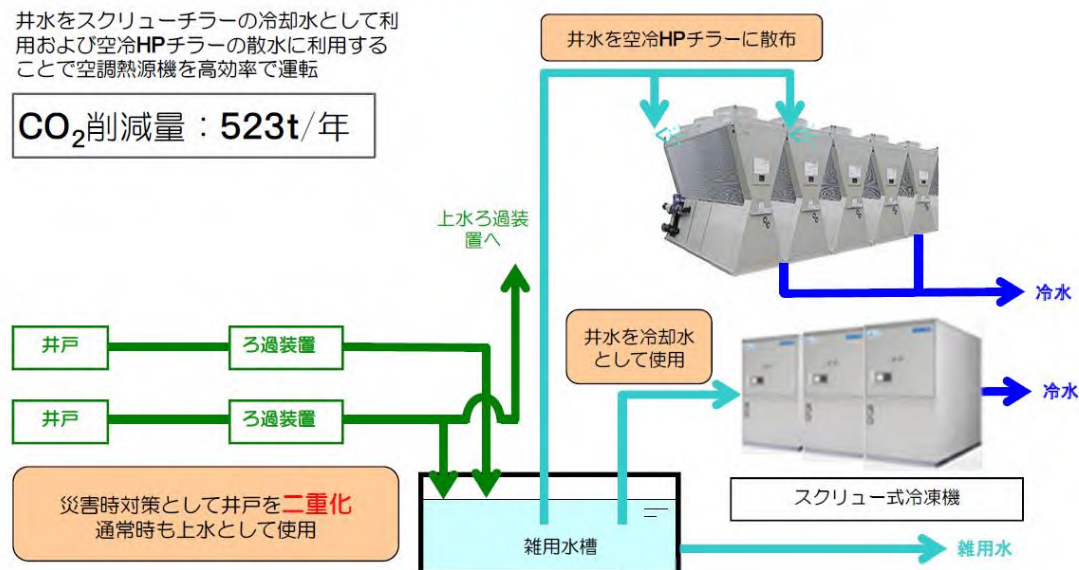 井水をスクリューチラーの冷却水として利
用および空冷HPチラーの散水に利用する
ことで空調熱源機を高効率で運転
CO₂削減量：523t/年
井水を空冷HPチラーに散布
上水ろ過装
置へ
冷水
井戸
ろ過装置
井水を冷却水
として使用
冷水
井戸
ろ過装置
災害時対策として井戸を二重化
通常時も上水として使用
スクリュー式冷凍機
雑用水槽
雑用水